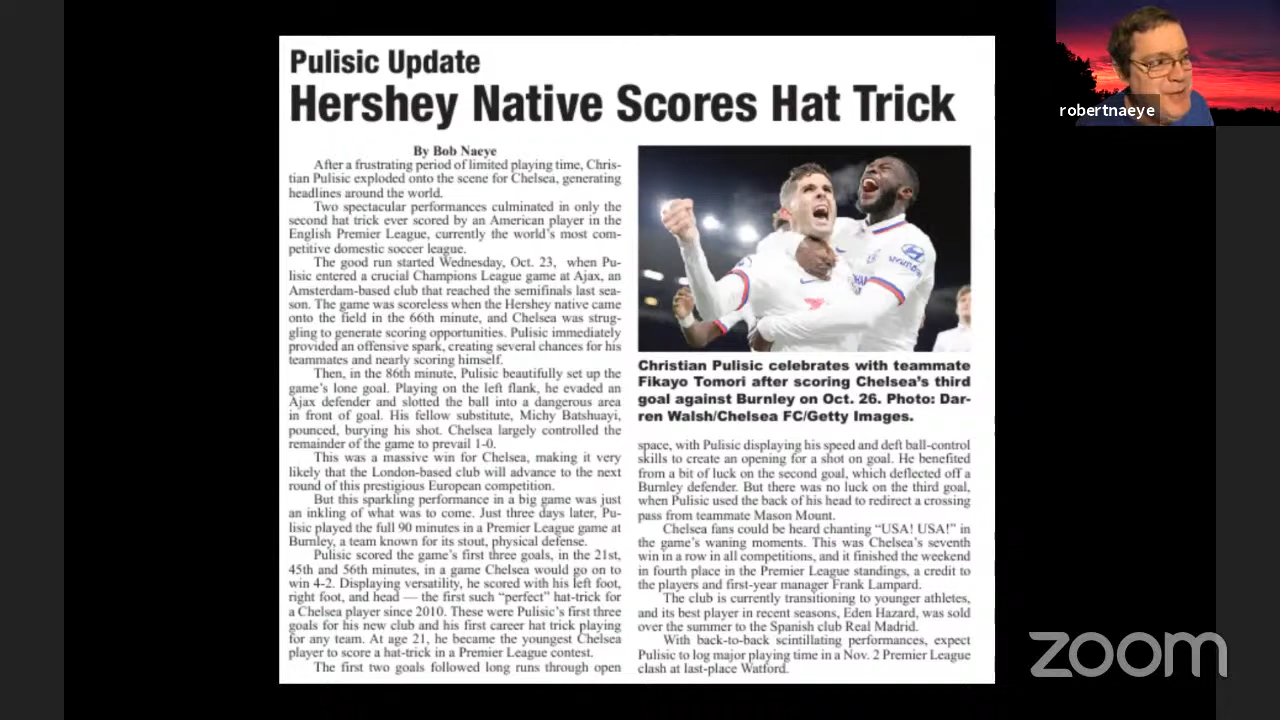 Pulisic Update
Hershey Native Scores Hat Trick
By Bob Naeye
After a frustrating period of limited playing time, Chris-
tian Pulisic exploded onto the scene for Chelsea, generating
headlines around the world.
Two spectacular performances culminated in only the
second hat trick ever scored by an American player in the
English Premier League, currently the world's most com-
petitive domestic soccer league.
The good run started Wednesday, Oct. 23, when Pu-
lisic entered a crucial Champions League game at Ajax, an
Amsterdam-based club that reached the semifinals last sea-
son. The game was scoreless when the Hershey native came
onto the field in the 66th minute, and Chelsea was strug-
gling to generate scoring opportunities. Pulisic immediately
provided an offensive spark, creating several chances for his
teammates and nearly scoring himself.
Then, in the 86th minute, Pulisic beautifully set up the
game's lone goal. Playing on the left flank, he evaded an
Ajax defender and slotted the ball into a dangerous area
in front of goal. His fellow substitute, Michy Batshuayi,
pounced, burying his shot. Chelsea largely controlled the
remainder of the game to prevail 1-0.
This was a massive win for Chelsea, making it very
likely that the London-based club will advance to the next
round of this prestigious European competition.
But this sparkling performance in a big game was just
an inkling of what was to come. Just three days later, Pu-
lisic played the full 90 minutes in a Premier League game at
Burnley, a team known for its stout, physical defense.
Pulisic scored the game's first three goals, in the 21st,
45th and 56th minutes, in a game Chelsea would go on to
win 4-2. Displaying versatility, he scored with his left foot,
right foot, and head — the first such "perfect" hat-trick for
a Chelsea player since 2010. These were Pulisic's first three
goals for his new club and his first career hat trick playing
for any team. At age 21, he became the youngest Chelsea
player to score a hat-trick in a Premier League contest.
The first two goals followed long runs through open
HYUNDAI
Christian Pulisic celebrates with teammate
Fikayo Tomori after scoring Chelsea's third
goal against Burnley on Oct. 26. Photo: Dar-
ren Walsh/Chelsea FC/Getty Images.
space, with Pulisic displaying his speed and deft ball-control
skills to create an opening for a shot on goal. He benefited
from a bit of luck on the second goal, which deflected off a
Burnley defender. But there was no luck on the third goal,
when Pulisic used the back of his head to redirect a crossing
pass from teammate Mason Mount.
Chelsea fans could be heard chanting "USA! USA!" in
the game's waning moments. This was Chelsea's seventh
win in a row in all competitions, and it finished the weekend
in fourth place in the Premier League standings, a credit to
the players and first-year manager Frank Lampard.
The club is currently transitioning to younger athletes,
and its best player in recent seasons, Eden Hazard, was sold
over the summer to the Spanish club Real Madrid.
With back-to-back scintillating performances, expect
Pulisic to log major playing time in a Nov. 2 Premier League
clash at last-place Watford.
robertnaeye
zoom